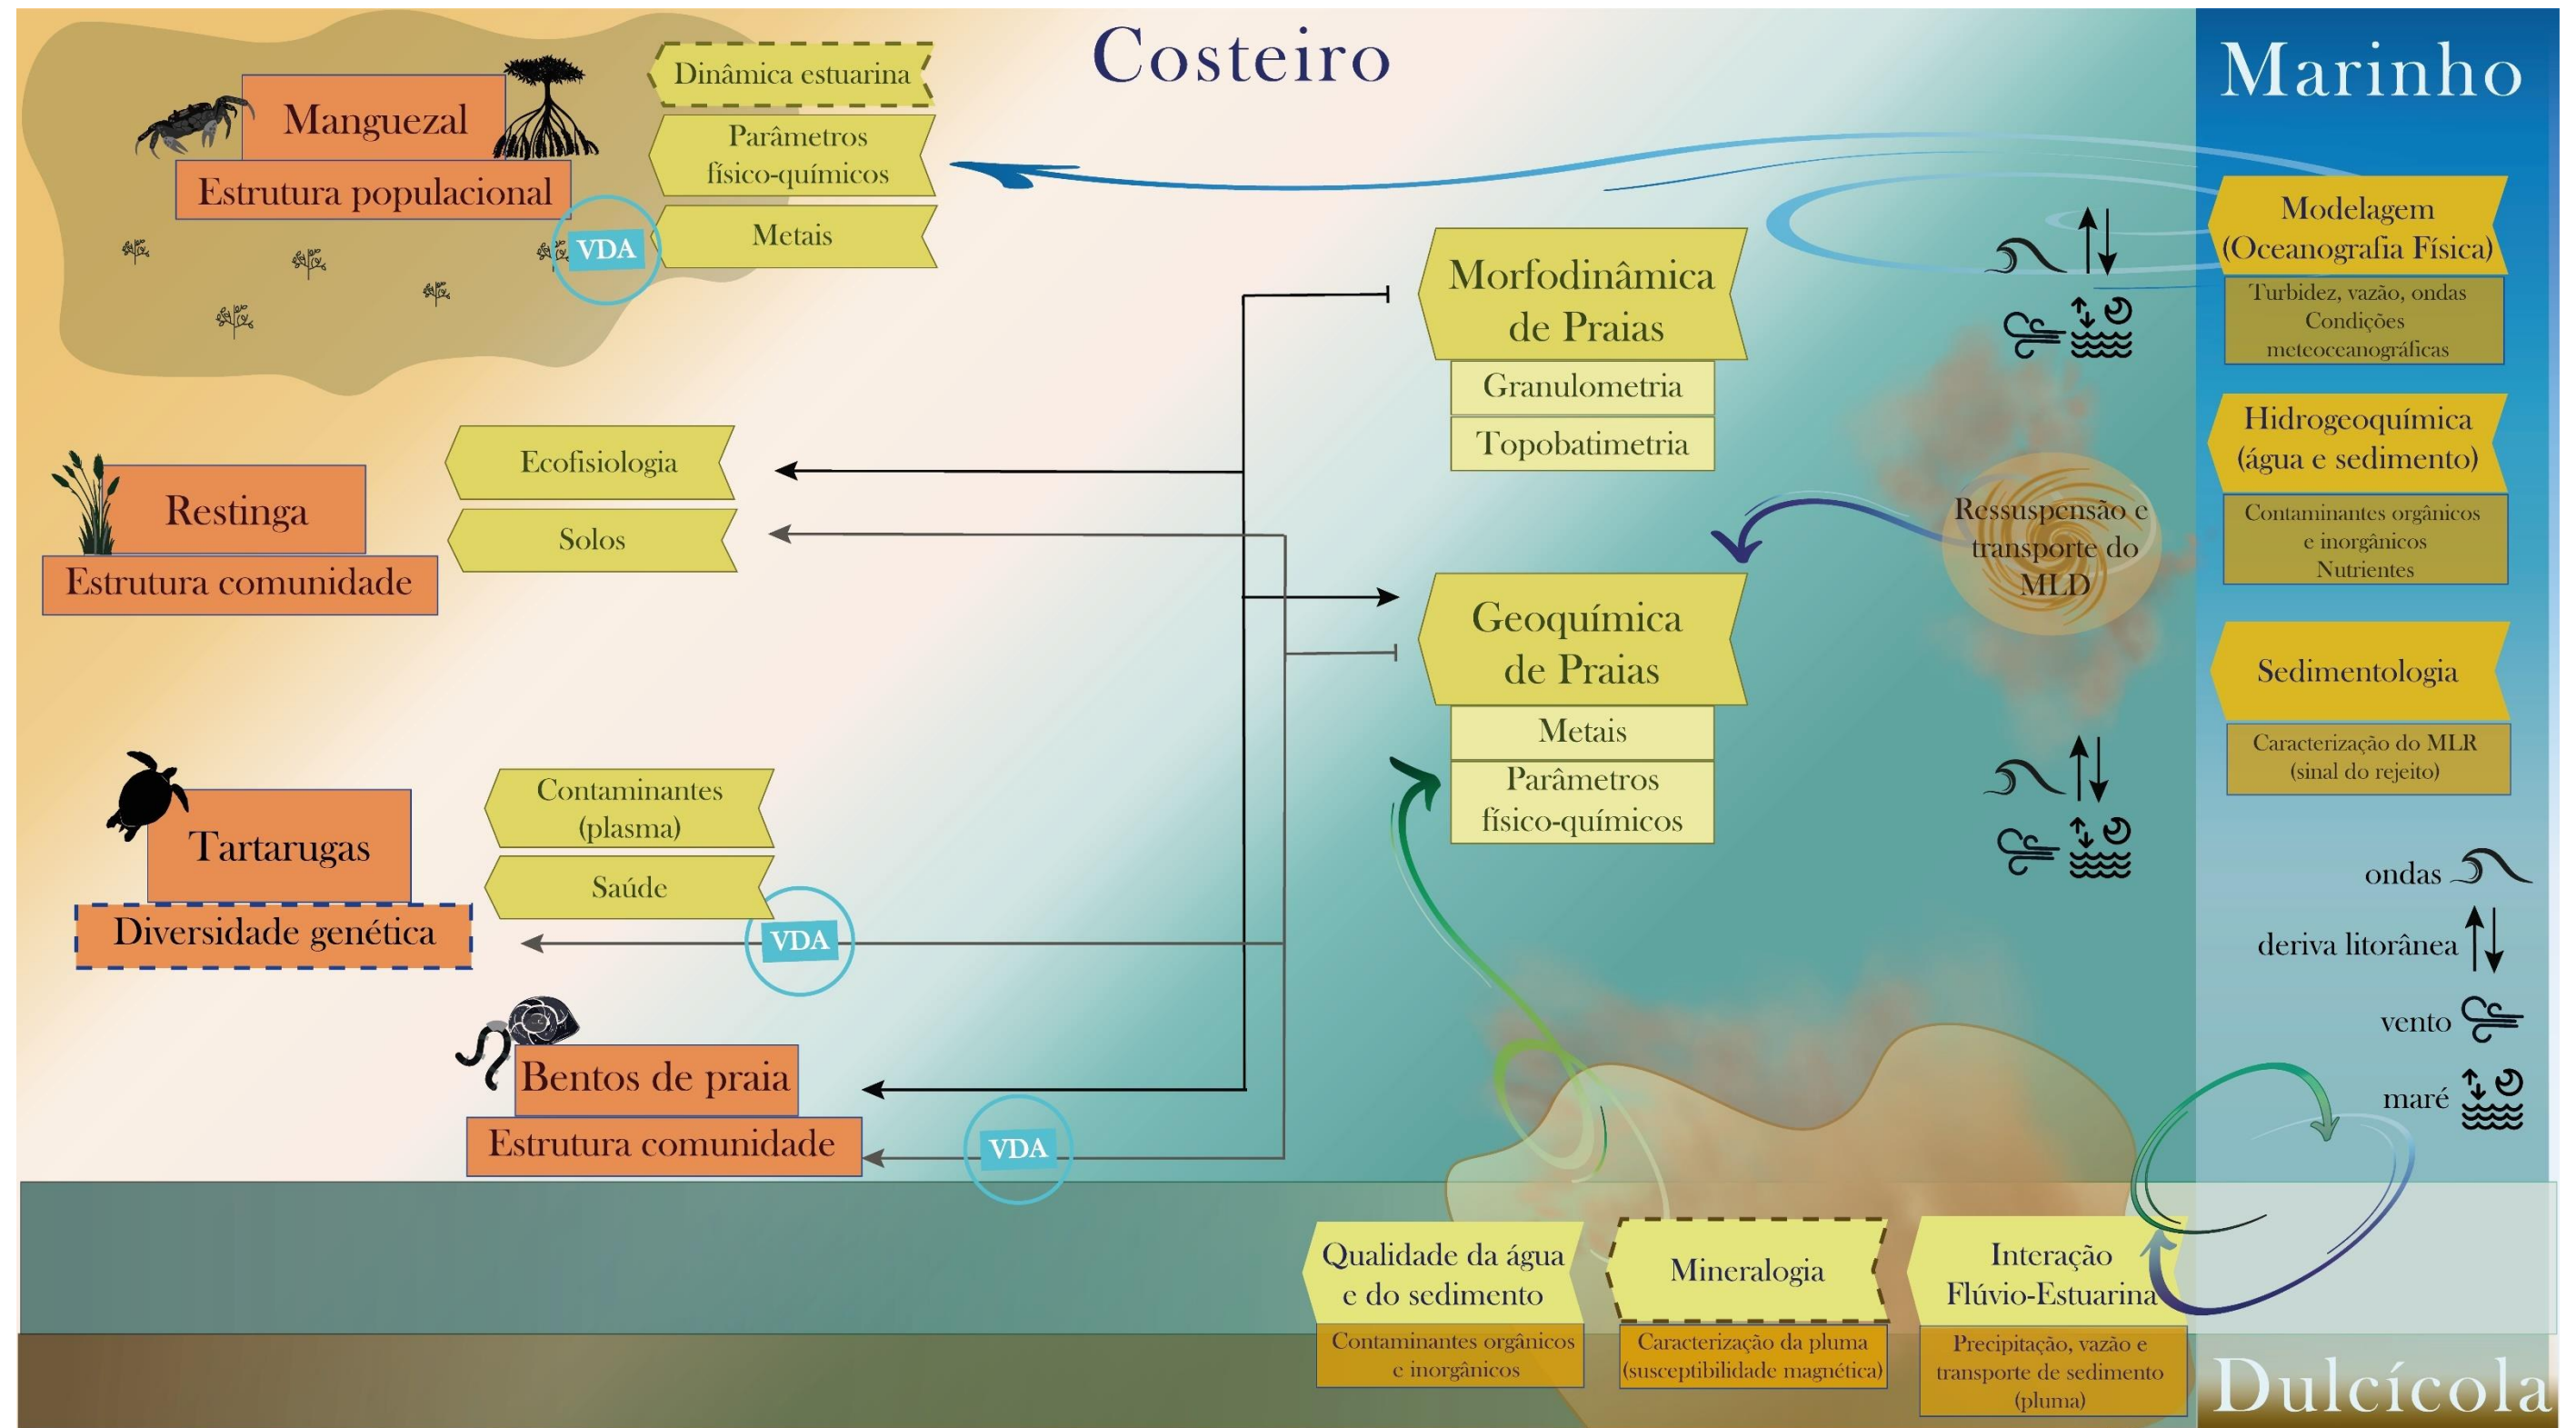 Costeiro
Marinho
Manguezal
Estrutura populacional
VDA
Dinâmica estuarina
Parâmetros
físico-químicos
Metais
Restinga
Estrutura comunidade
Ecofisiologia
Solos
Tartarugas
Diversidade genética
Contaminantes
(plasma)
Saúde
VDA
Bentos de praia
Estrutura comunidade
VDA
Morfodinâmica
de Praias
Granulometria
Topobatimetria
Geoquímica
de Praias
Metais
Parâmetros
físico-químicos
Ressuspensão e
transporte do
MLD
Modelagem
(Oceanografia Física)
Turbidez, vazão, ondas
Condições
meteoceanográficas
Hidrogeoquímica
(água e sedimento)
Contaminantes orgânicos
e inorgânicos
Nutrientes
Sedimentologia
Caracterização do MLR
(sinal do rejeito)
ondas
deriva litorânea
vento
maré
Qualidade da água
e do sedimento
Contaminantes orgânicos
e inorgânicos
Mineralogia
Caracterização da pluma
(susceptibilidade magnética)
Interação
Flúvio-Estuarina
Precipitação, vazão e
transporte de sedimento
(pluma)
Dulcícola